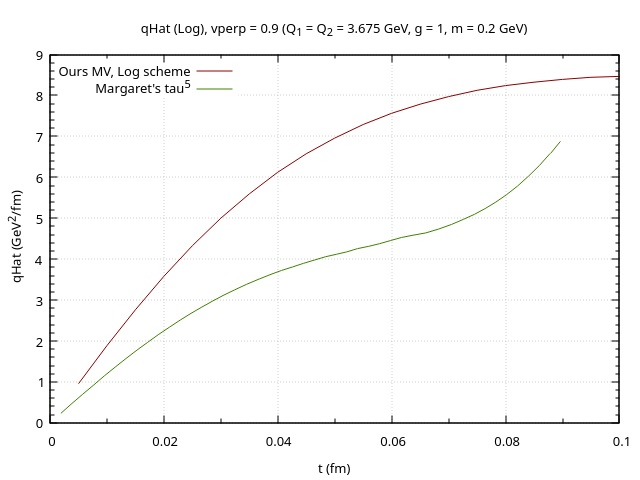 qHat (Log), vperp = 0.9 (Q₁ = Q₂ = 3.675 GeV, g = 1, m = 0.2 GeV)
Ours MV, Log scheme
Margaret's tau⁵
9
8
7
6
5
4
3
2
1
0
qHat (GeV²/fm)
0 0.02 0.04 0.06 0.08 0.1
t (fm)